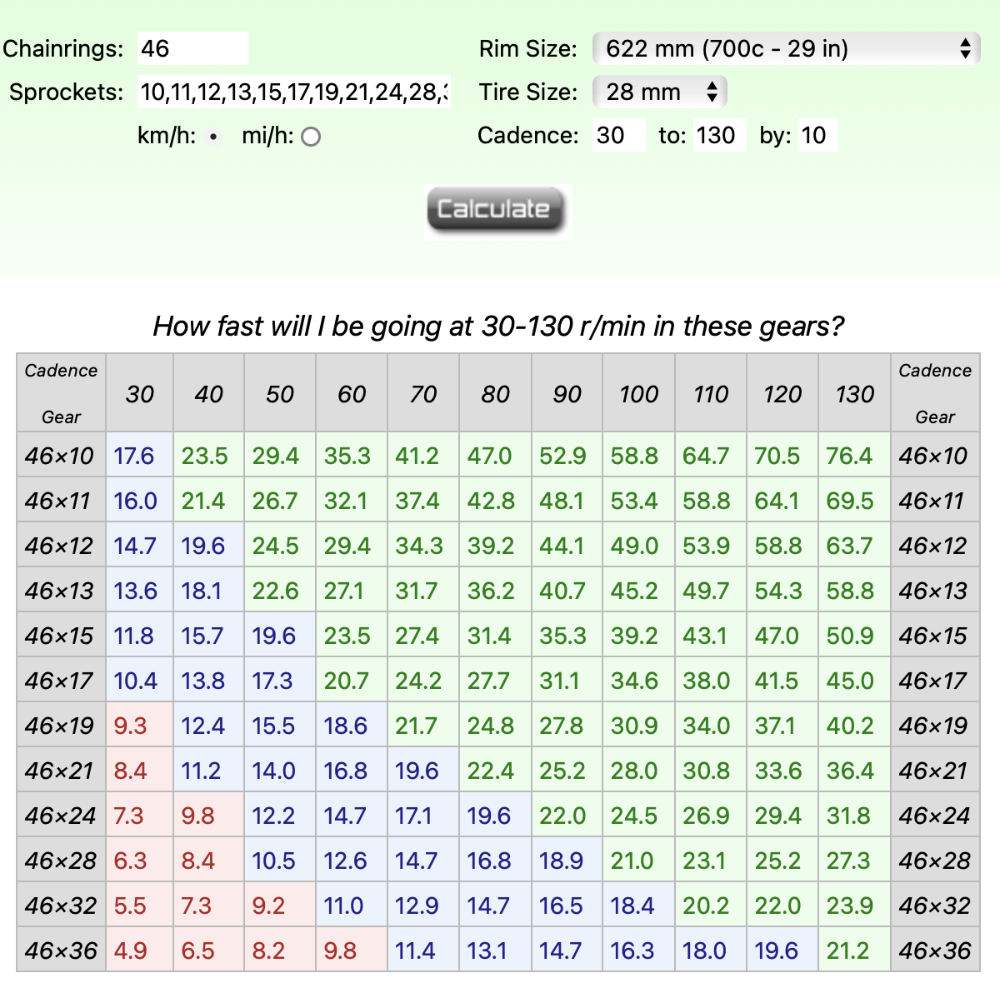 Chainrings: 46 Rim Size: 622 mm (700c - 29 in)
Sprockets: 10,11,12,13,15,17,19,21,24,28, Tire Size: 28 mm
km/h: mi/h: Cadence: 30 to: 130 by: 10
Calculate
How fast will I be going at 30-130 r/min in these gears?
Cadence Gear 30 40 50 60 70 80 90 100 110 120 130 Cadence Gear
46×10 17.6 23.5 29.4 35.3 41.2 47.0 52.9 58.8 64.7 70.5 76.4 46×10
46×11 16.0 21.4 26.7 32.1 37.4 42.8 48.1 53.4 58.8 64.1 69.5 46×11
46×12 14.7 19.6 24.5 29.4 34.3 39.2 44.1 49.0 53.9 58.8 63.7 46×12
46×13 13.6 18.1 22.6 27.1 31.7 36.2 40.7 45.2 49.7 54.3 58.8 46×13
46×15 11.8 15.7 19.6 23.5 27.4 31.4 35.3 39.2 43.1 47.0 50.9 46×15
46×17 10.4 13.8 17.3 20.7 24.2 27.7 31.1 34.6 38.0 41.5 45.0 46×17
46×19 9.3 12.4 15.5 18.6 21.7 24.8 27.8 30.9 34.0 37.1 40.2 46×19
46×21 8.4 11.2 14.0 16.8 19.6 22.4 25.2 28.0 30.8 33.6 36.4 46×21
46×24 7.3 9.8 12.2 14.7 17.1 19.6 22.0 24.5 26.9 29.4 31.8 46×24
46×28 6.3 8.4 10.5 12.6 14.7 16.8 18.9 21.0 23.1 25.2 27.3 46×28
46×32 5.5 7.3 9.2 11.0 12.9 14.7 16.5 18.4 20.2 22.0 23.9 46×32
46×36 4.9 6.5 8.2 9.8 11.4 13.1 14.7 16.3 18.0 19.6 21.2 46×36